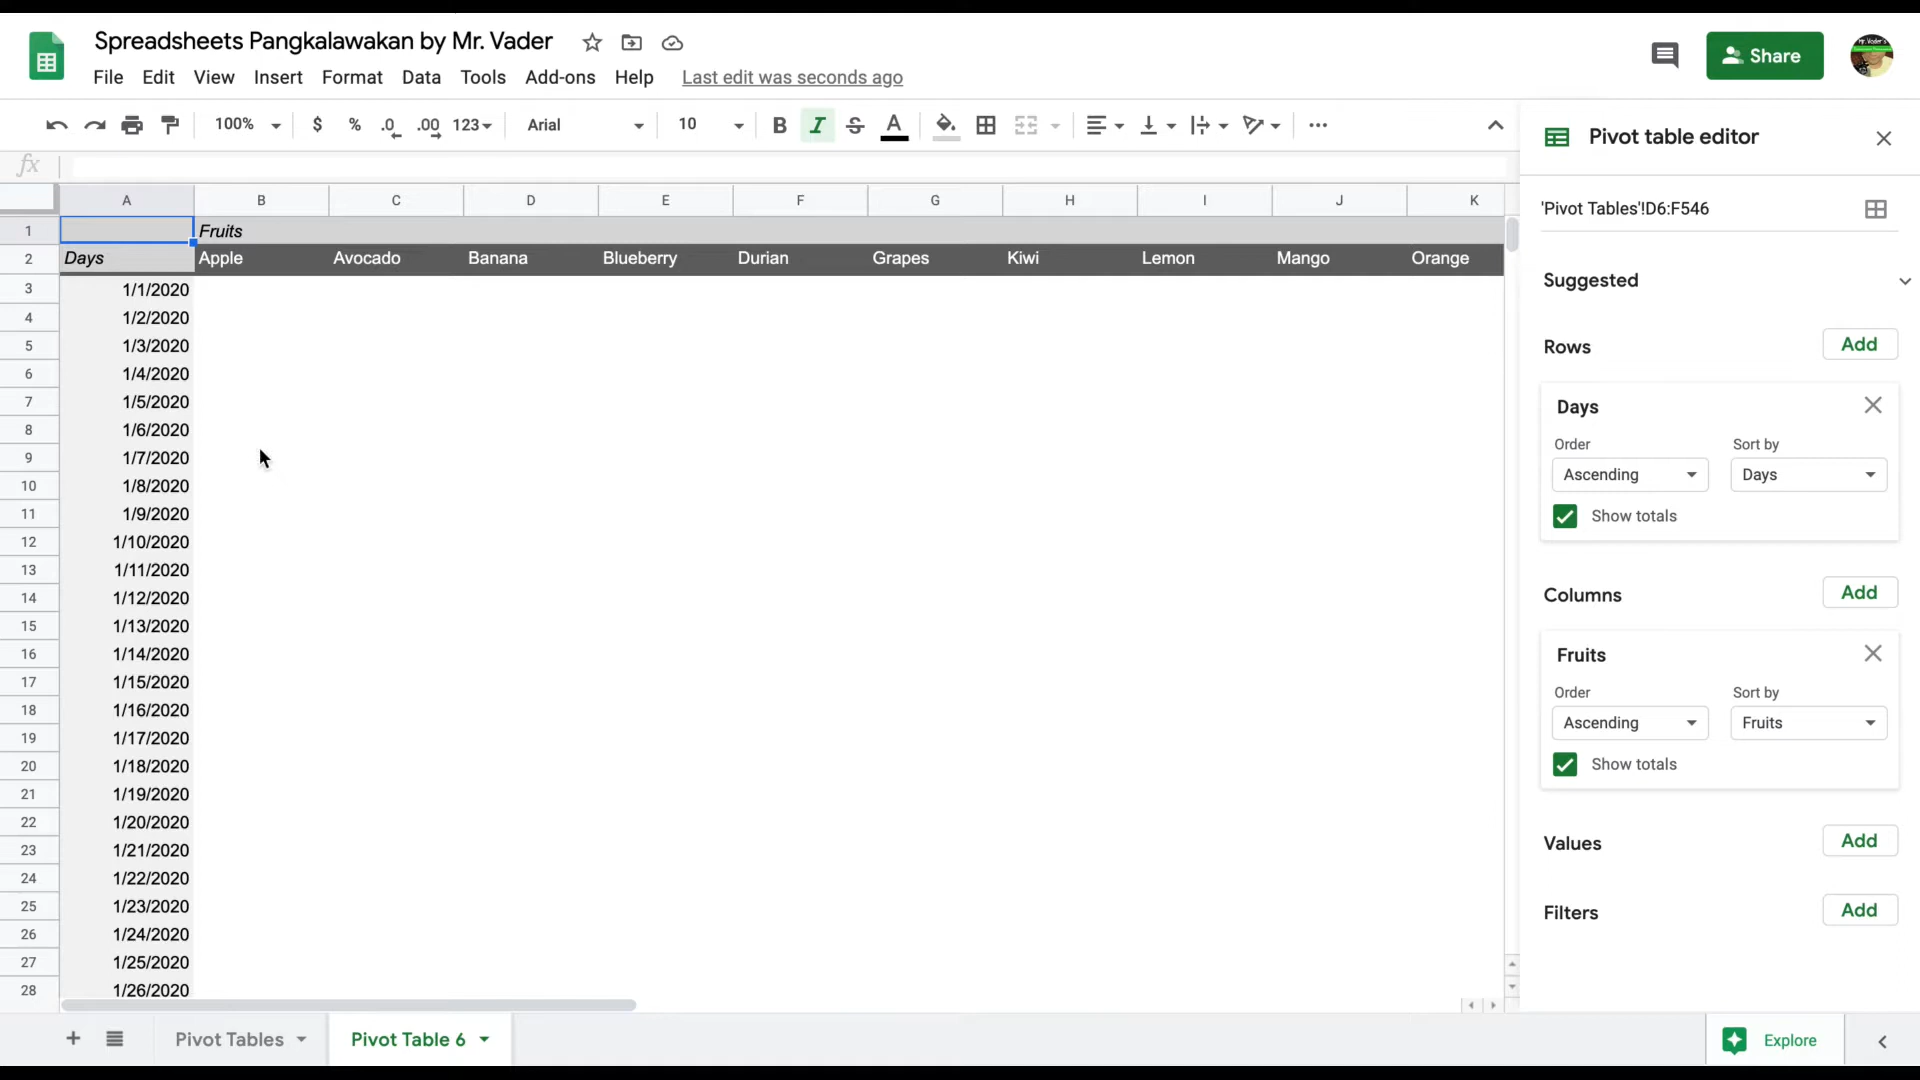 Spreadsheets Pangkalawakan by Mr. Vader
File Edit View Insert Format Data Tools Add-ons Help Last edit was seconds ago
Share
100% $ % .0 .00 123 Arial 10 B I S A
fx
A B C D E F G H I J K
1 Fruits
2 Days Apple Avocado Banana Blueberry Durian Grapes Kiwi Lemon Mango Orange
3 1/1/2020
4 1/2/2020
5 1/3/2020
6 1/4/2020
7 1/5/2020
8 1/6/2020
9 1/7/2020
10 1/8/2020
11 1/9/2020
12 1/10/2020
13 1/11/2020
14 1/12/2020
15 1/13/2020
16 1/14/2020
17 1/15/2020
18 1/16/2020
19 1/17/2020
20 1/18/2020
21 1/19/2020
22 1/20/2020
23 1/21/2020
24 1/22/2020
25 1/23/2020
26 1/24/2020
27 1/25/2020
28 1/26/2020
Pivot Tables Pivot Table 6
Pivot table editor
'Pivot Tables'!D6:F546
Suggested
Rows Add
Days
Order Sort by
Ascending Days
Show totals
Columns Add
Fruits
Order Sort by
Ascending Fruits
Show totals
Values Add
Filters Add
Explore